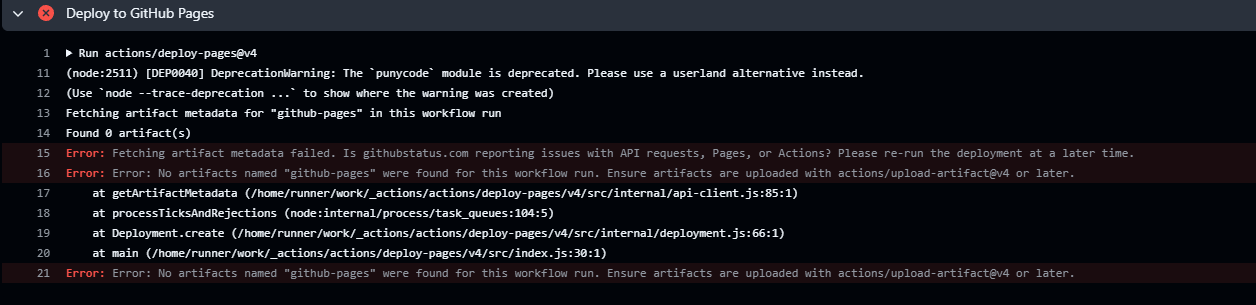 Deploy to GitHub Pages
1 ▶ Run actions/deploy-pages@v4
11 (node:2511) [DEP0040] DeprecationWarning: The `punycode` module is deprecated. Please use a userland alternative instead.
12 (Use `node --trace-deprecation ...` to show where the warning was created)
13 Fetching artifact metadata for "github-pages" in this workflow run
14 Found 0 artifact(s)
15 Error: Fetching artifact metadata failed. Is githubstatus.com reporting issues with API requests, Pages, or Actions? Please re-run the deployment at a later time.
16 Error: Error: No artifacts named "github-pages" were found for this workflow run. Ensure artifacts are uploaded with actions/upload-artifact@v4 or later.
17 at getArtifactMetadata (/home/runner/work/_actions/actions/deploy-pages/v4/src/internal/api-client.js:85:1)
18 at processTicksAndRejections (node:internal/process/task_queues:104:5)
19 at Deployment.create (/home/runner/work/_actions/actions/deploy-pages/v4/src/internal/deployment.js:66:1)
20 at main (/home/runner/work/_actions/actions/deploy-pages/v4/src/index.js:30:1)
21 Error: Error: No artifacts named "github-pages" were found for this workflow run. Ensure artifacts are uploaded with actions/upload-artifact@v4 or later.